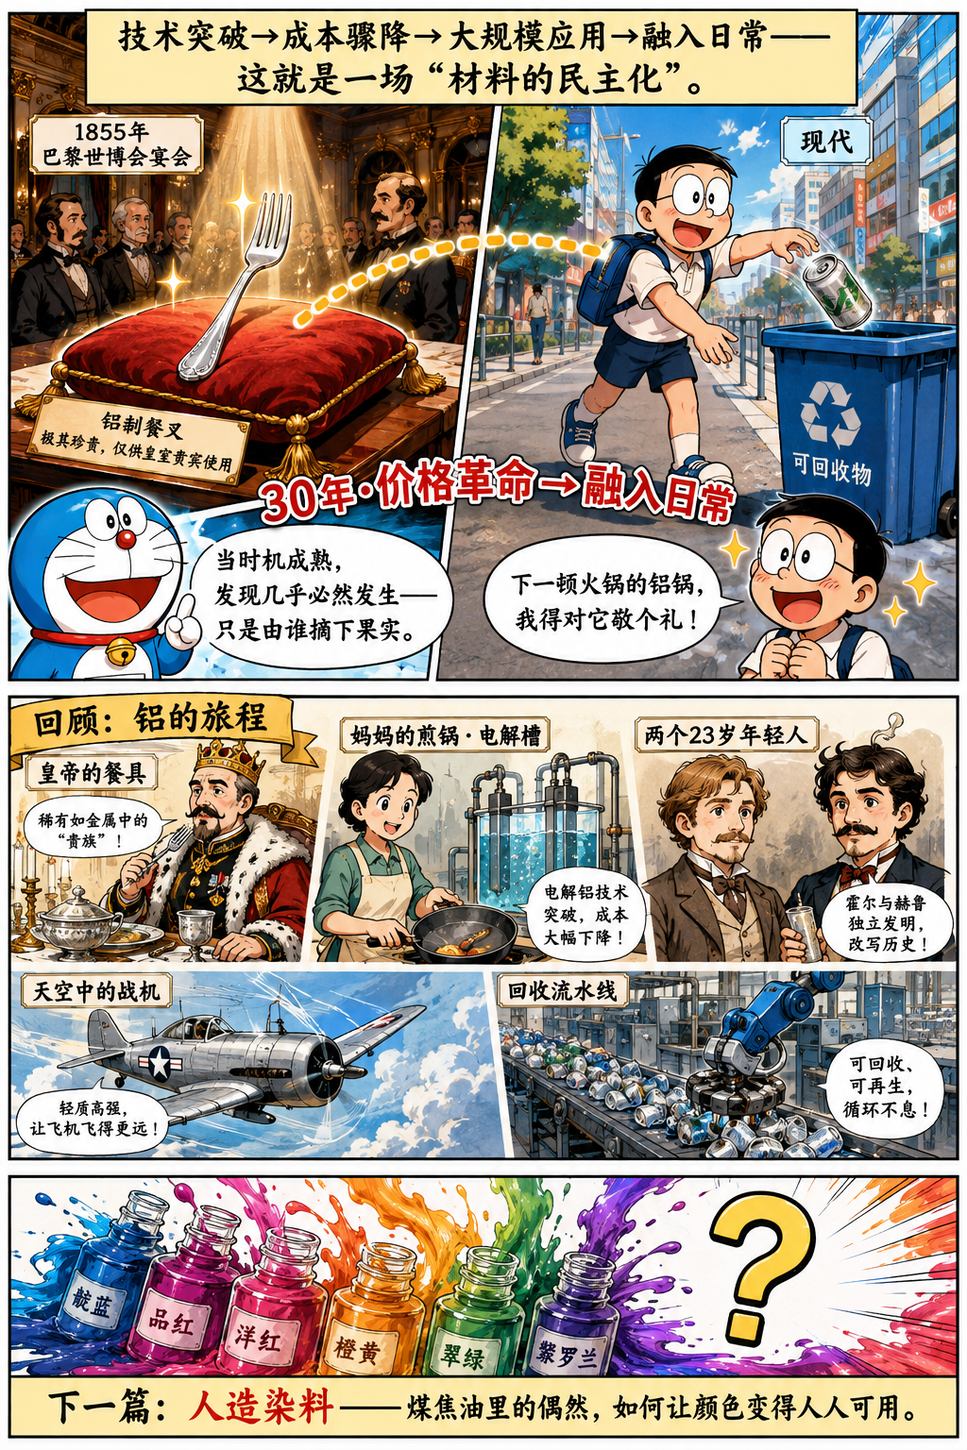 技术突破→成本骤降→大规模应用→融入日常——
这就是一场“材料的民主化”。
1855年
巴黎世博会宴会
现代
铝制餐叉
极其珍贵，仅供皇室贵宾使用
可回收物
30年·价格革命→融入日常
当时机成熟，
发现几乎必然发生——
只是由谁摘下果实。
下一顿火锅的铝锅，
我得对它敬个礼！
回顾：铝的旅程
皇帝的餐具
稀有如金属中的
“贵族”！
妈妈的煎锅·电解槽
电解铝技术
突破，成本
大幅下降！
两个23岁年轻人
霍尔与赫鲁
独立发明，
改写历史！
天空中的战机
轻质高强，
让飞机飞得更远！
回收流水线
可回收、
可再生，
循环不息！
靛蓝
品红
洋红
橙黄
翠绿
紫罗兰
?
下一篇：人造染料——煤焦油里的偶然，如何让颜色变得人人可用。